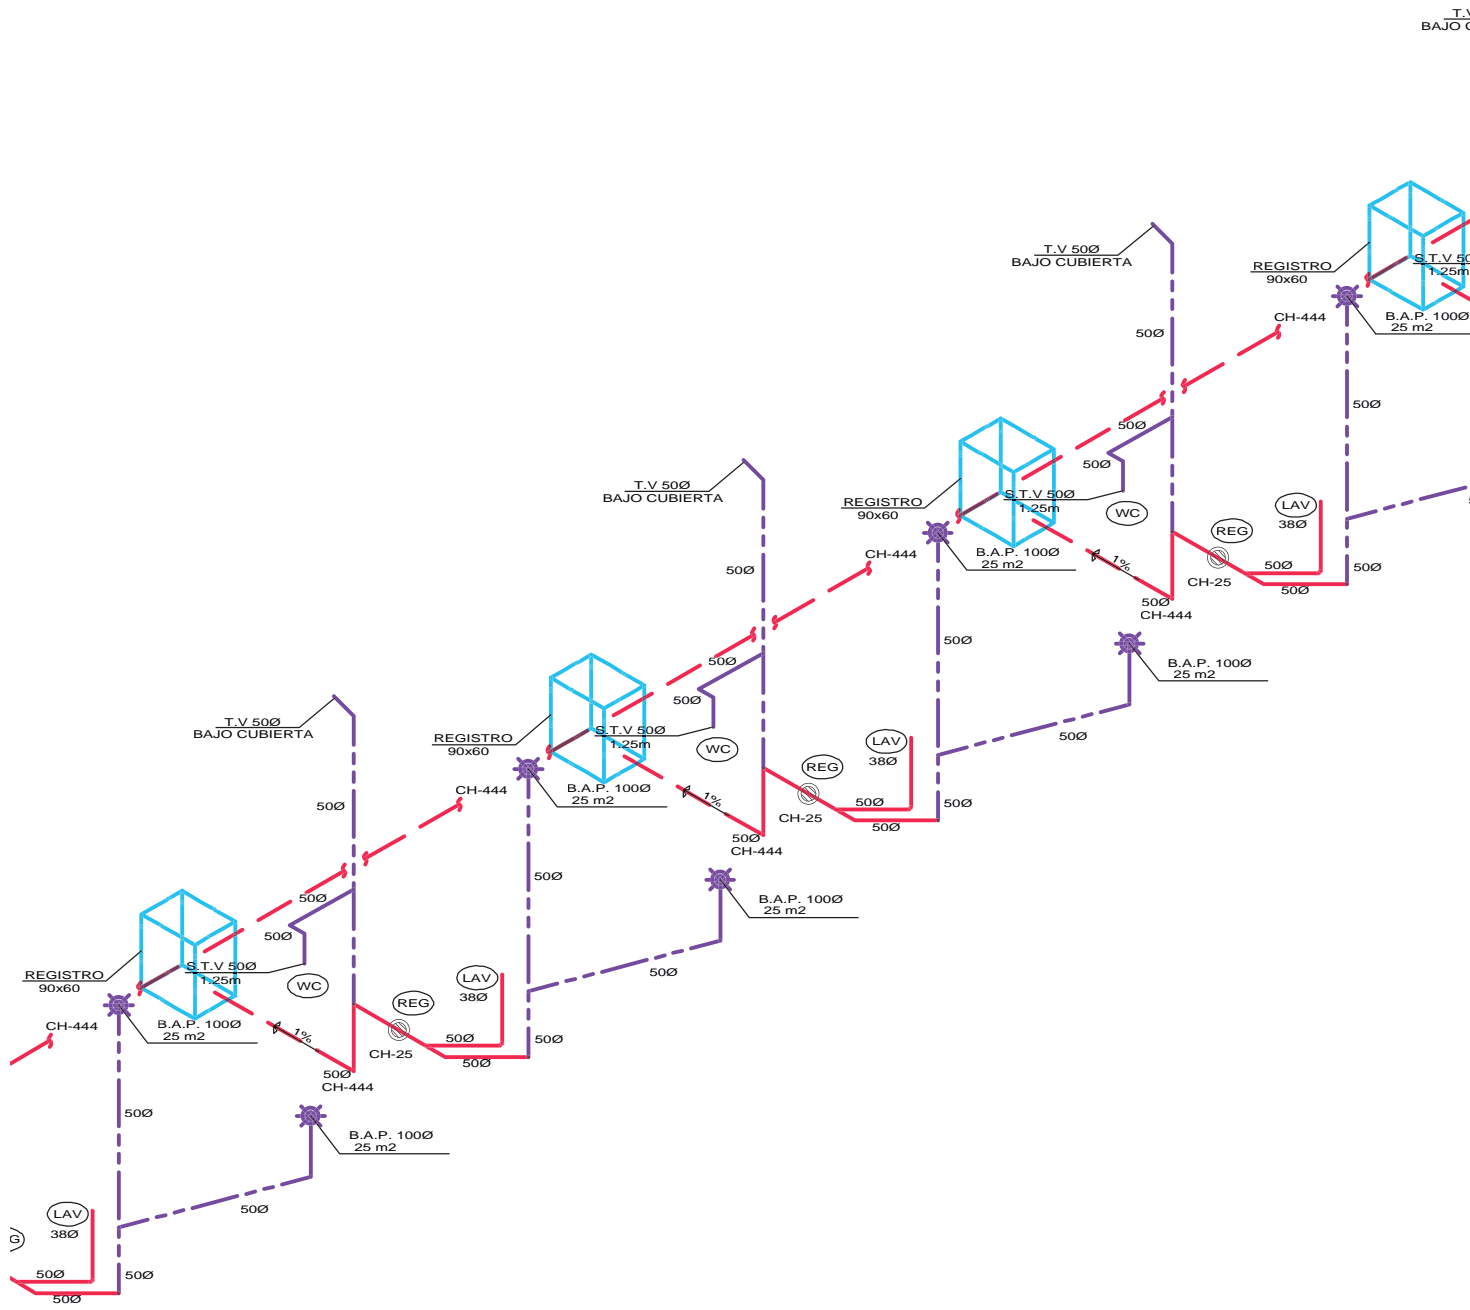 T.V
BAJO C
T.V 50Ø
BAJO CUBIERTA
REGISTRO
90x60
S.T.V 50
1.25m
B.A.P. 100Ø
25 m2
CH-444
50Ø
50Ø
50Ø
50Ø
T.V 50Ø
BAJO CUBIERTA
REGISTRO
90x60
S.T.V 50Ø
1.25m
WC
LAV
38Ø
REG
B.A.P. 100Ø
25 m2
1%
CH-25
50Ø
50Ø
50Ø
50Ø
CH-444
CH-444
50Ø
50Ø
50Ø
50Ø
B.A.P. 100Ø
25 m2
50Ø
T.V 50Ø
BAJO CUBIERTA
REGISTRO
90x60
S.T.V 50Ø
1.25m
WC
LAV
38Ø
REG
B.A.P. 100Ø
25 m2
1%
CH-25
50Ø
50Ø
50Ø
50Ø
CH-444
CH-444
50Ø
50Ø
50Ø
50Ø
B.A.P. 100Ø
25 m2
50Ø
REGISTRO
90x60
S.T.V 50Ø
1.25m
WC
LAV
38Ø
REG
B.A.P. 100Ø
25 m2
1%
CH-25
50Ø
50Ø
50Ø
50Ø
CH-444
CH-444
50Ø
B.A.P. 100Ø
25 m2
50Ø
LAV
38Ø
G
50Ø
50Ø
50Ø